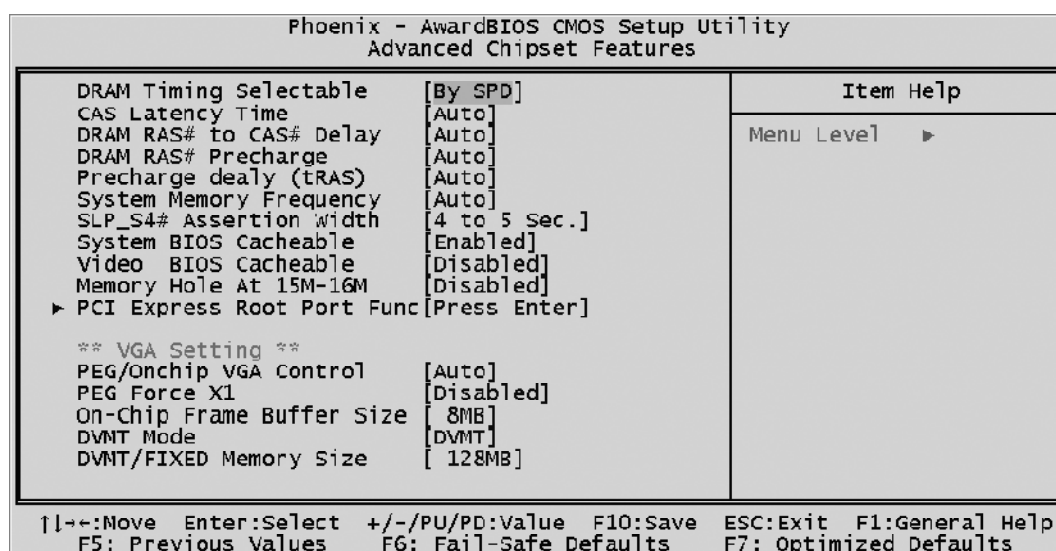 Phoenix - AwardBIOS CMOS Setup Utility
Advanced Chipset Features
DRAM Timing Selectable [By SPD]
CAS Latency Time [Auto]
DRAM RAS# to CAS# Delay [Auto]
DRAM RAS# Precharge [Auto]
Precharge dealy (tRAS) [Auto]
System Memory Frequency [Auto]
SLP_S4# Assertion Width [4 to 5 Sec.]
System BIOS Cacheable [Enabled]
Video BIOS Cacheable [Disabled]
Memory Hole At 15M-16M [Disabled]
► PCI Express Root Port Func[Press Enter]
** VGA Setting **
PEG/Onchip VGA Control [Auto]
PEG Force X1 [Disabled]
On-Chip Frame Buffer Size [ 8MB]
DVMT Mode [DVMT]
DVMT/FIXED Memory Size [ 128MB]
Item Help
Menu Level ►
↑↓→←:Move Enter:Select +/-/PU/PD:Value F10:Save ESC:Exit F1:General Help
F5: Previous Values F6: Fail-Safe Defaults F7: Optimized Defaults